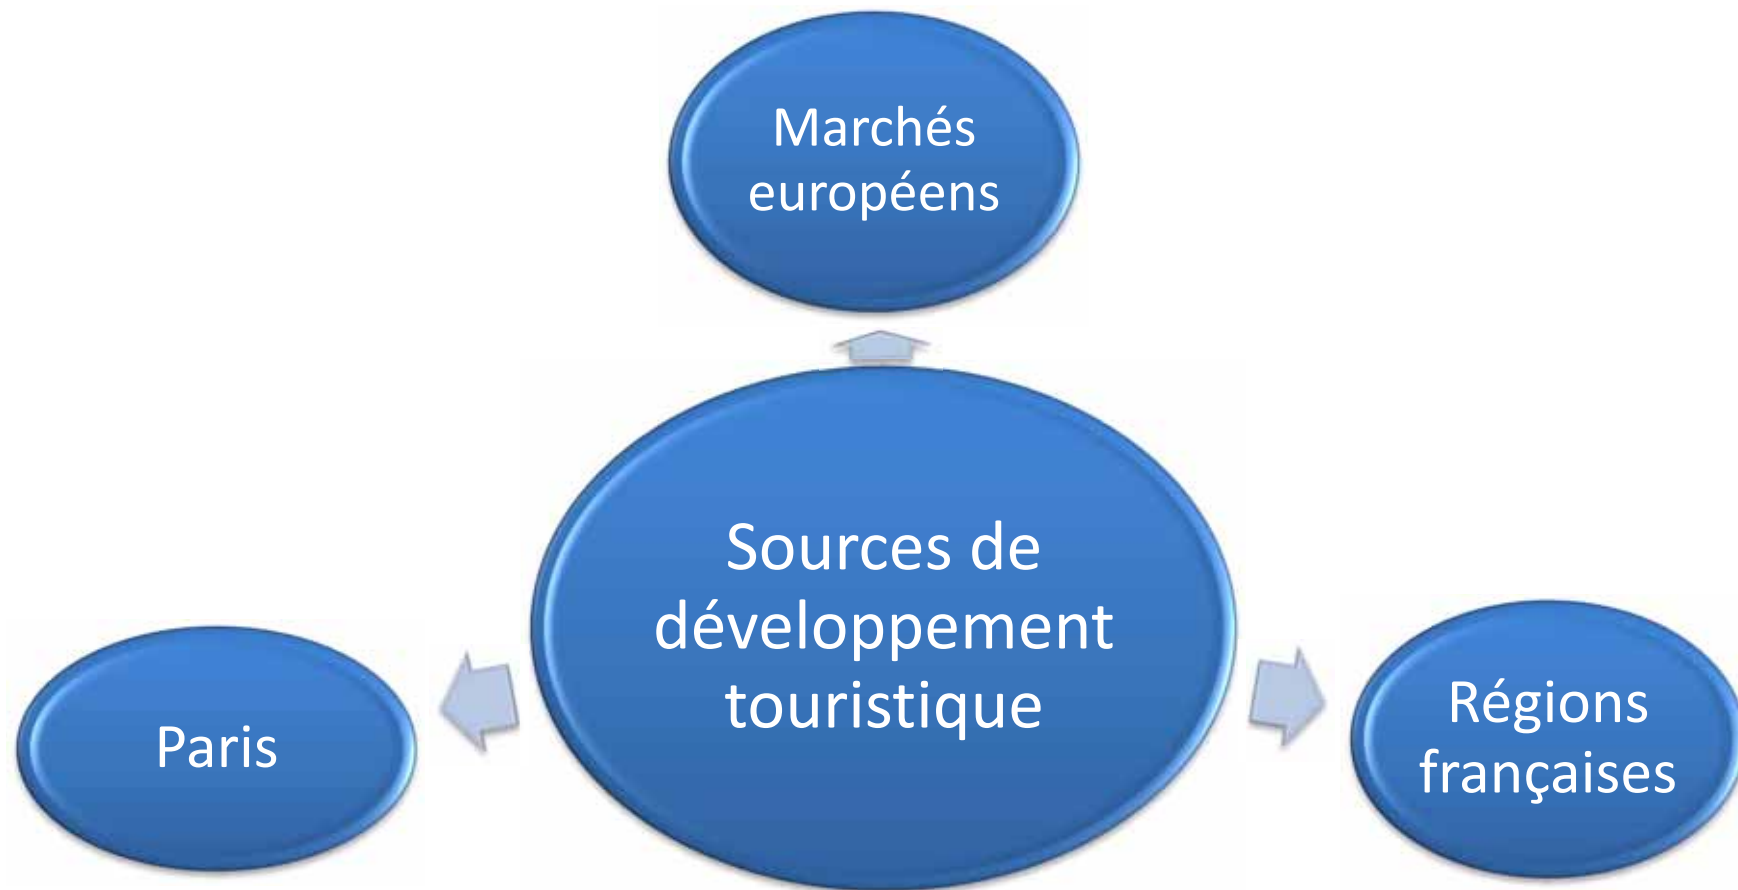 Marchés
européens
Sources de
développement
touristique
Paris
Régions
françaises